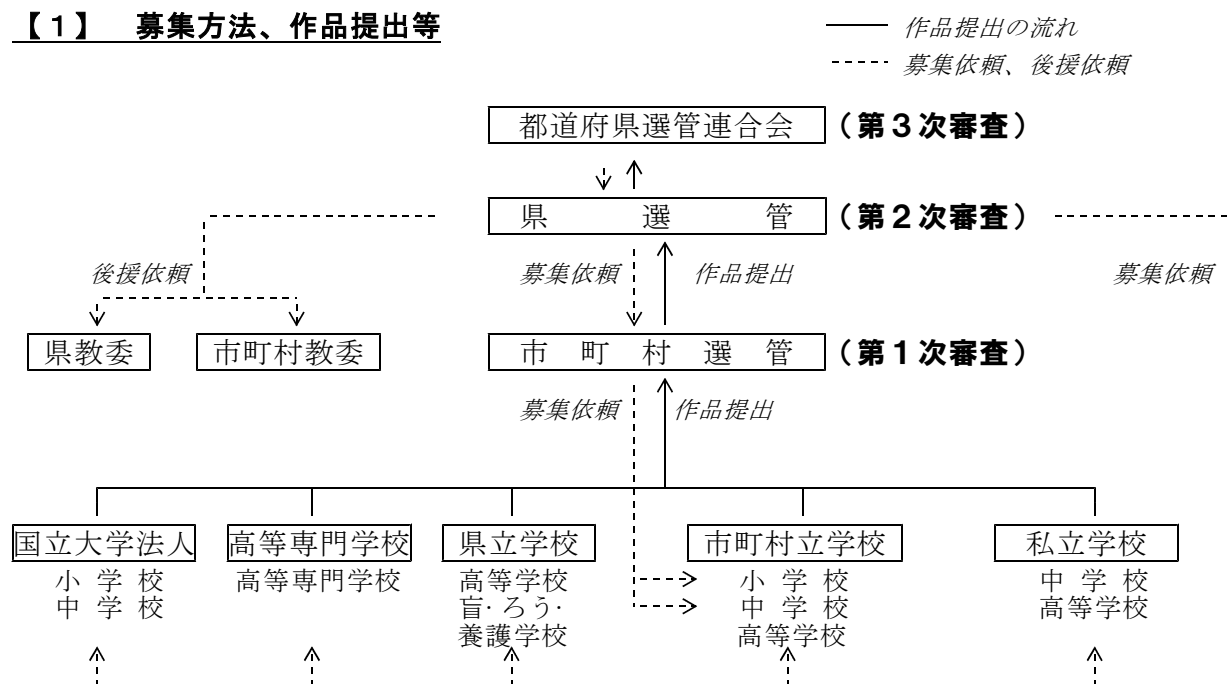 【１】　募集方法、作品提出等
作品提出の流れ
募集依頼、後援依頼
都道府県選管連合会 （第３次審査）
県選管 （第２次審査）
後援依頼 募集依頼 作品提出 募集依頼
県教委 市町村教委 市町村選管 （第１次審査）
募集依頼 作品提出
国立大学法人 高等専門学校 県立学校 市町村立学校 私立学校
小学校 高等専門学校 高等学校 小学校 中学校
中学校 盲・ろう・ 中学校 高等学校
養護学校 高等学校